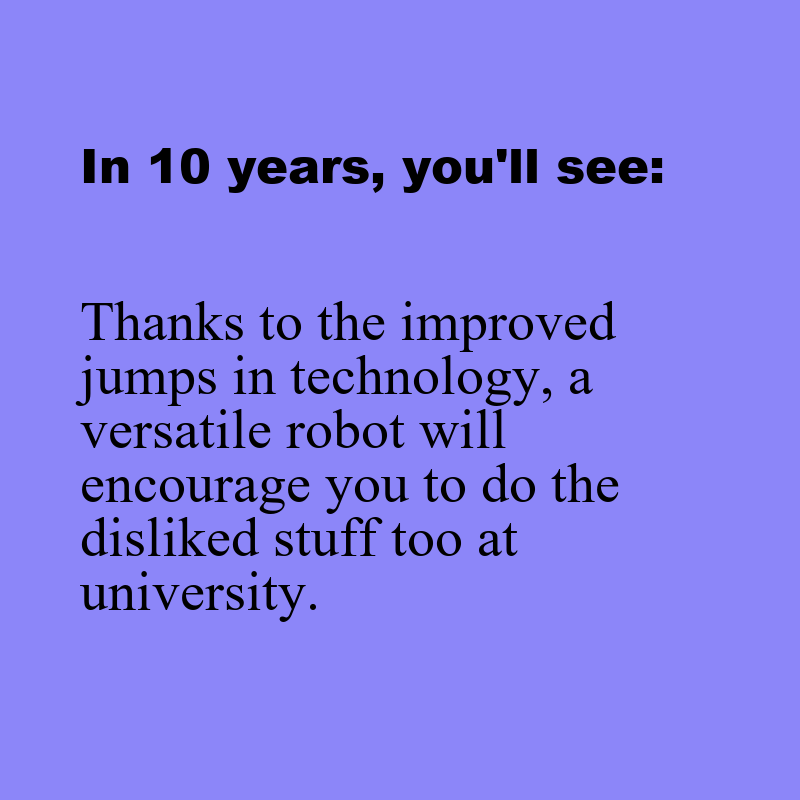 In 10 years, you'll see:
Thanks to the improved
jumps in technology, a
versatile robot will
encourage you to do the
disliked stuff too at
university.